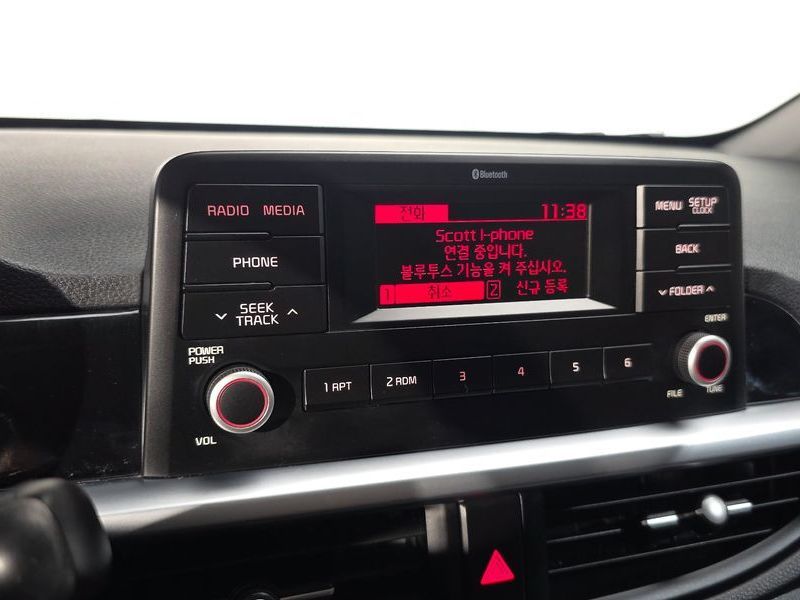 Bluetooth
RADIO MEDIA
PHONE
SEEK
TRACK
전화 11:38
Scott I-phone
연결 중입니다.
블루투스 기능을 켜 주십시오.
1 취소 2 신규 등록
MENU SETUP
CLOCK
BACK
FOLDER
POWER
PUSH
VOL
1 RPT 2 RDM 3 4 5 6
ENTER
FILE TUNE